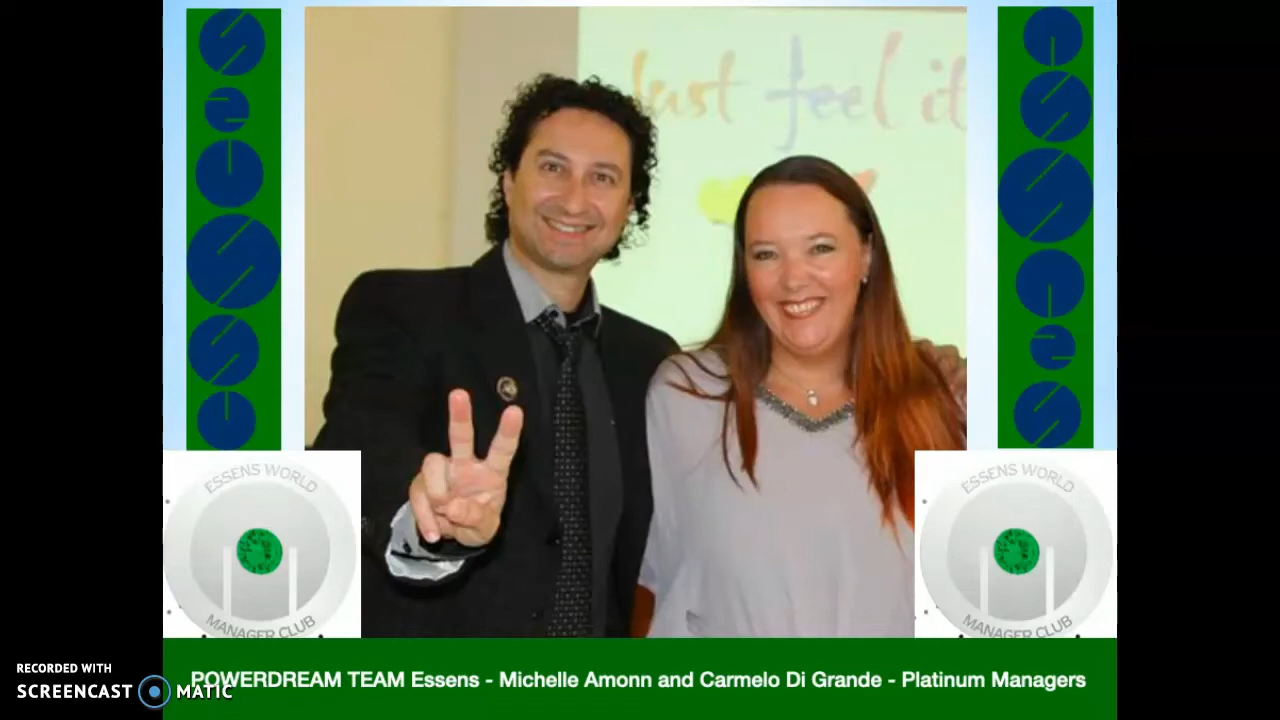 Just feel it
ESSENS WORLD
MANAGER CLUB
ESSENS WORLD
MANAGER CLUB
POWERDREAM TEAM Essens - Michelle Amonn and Carmelo Di Grande - Platinum Managers
RECORDED WITH
SCREENCAST MATIC